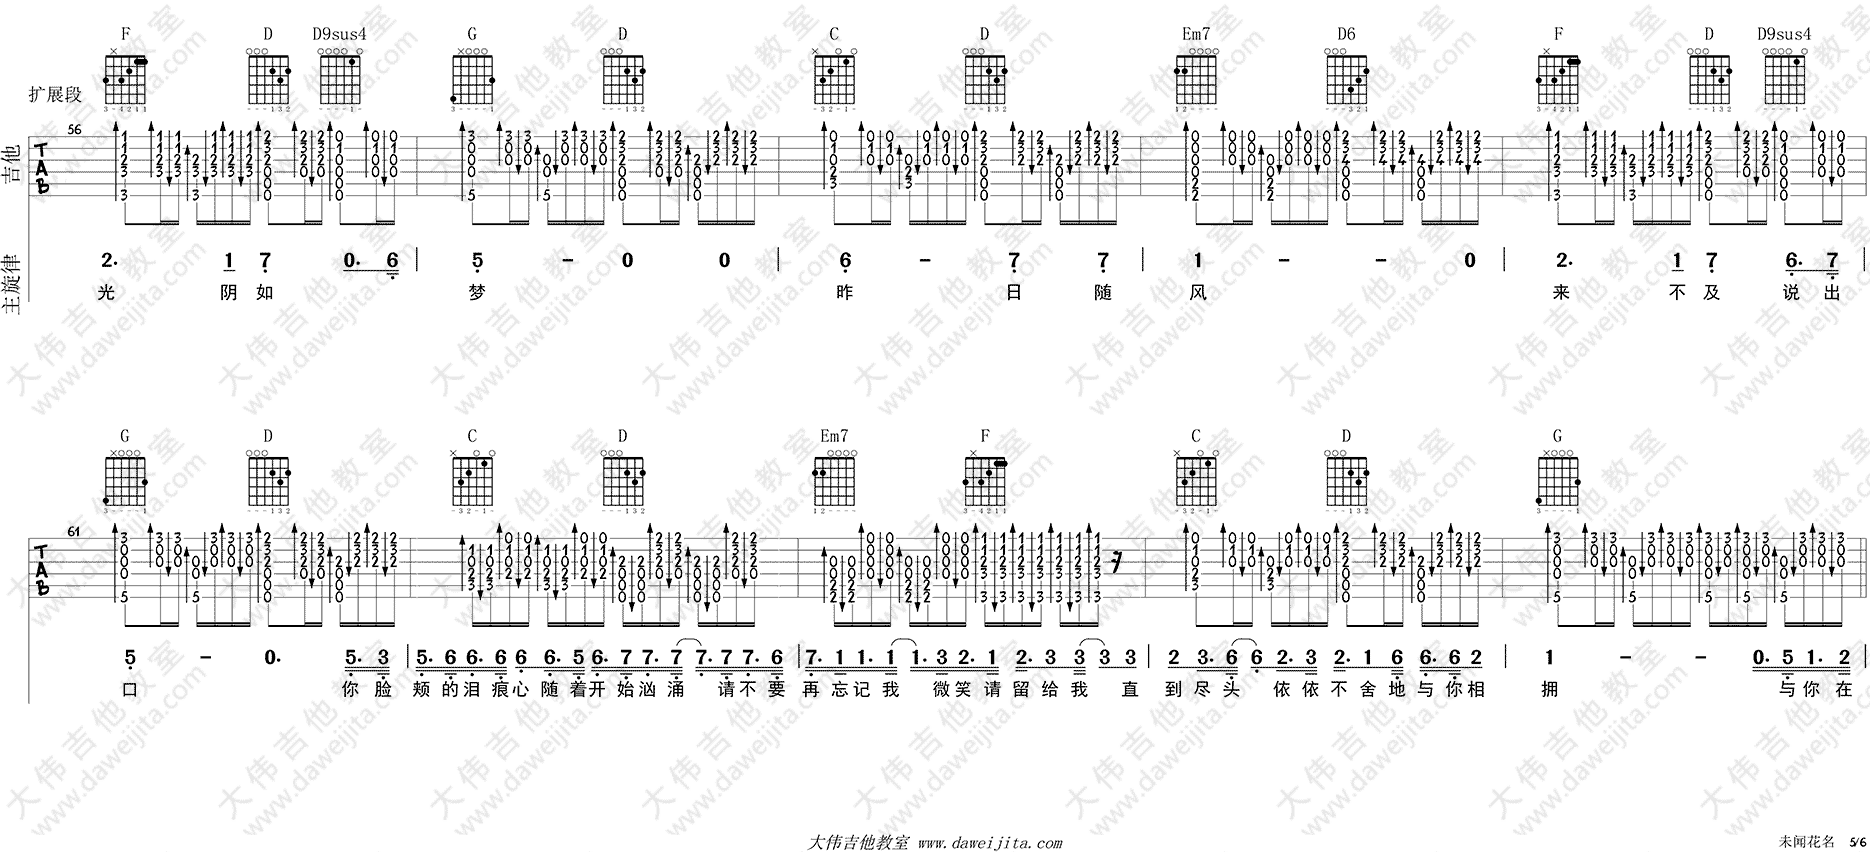 F D D9sus4 G D C D Em7 D6 F D D9sus4
扩展段
56
吉他
TAB
主旋律
2. 1 7 0. 6 | 5 - 0 0 | 6 - 7 7 | 1 - - 0 | 2. 1 7 6. 7
光 阴 如 梦 昨 日 随 风 来 不 及 说 出
G D C D Em7 F C D G
61
TAB
5 - 0. 5. 3 | 5. 6 6. 6 6 6. 5 6. 7 7. 7 7. 7 7. 6 | 7. 1 1. 1 1. 3 2. 1 2. 3 3 3 3 | 2 3. 6 6 2. 3 2. 1 6 6. 6 2 | 1 - - 0. 5 1. 2
口 你 脸 颊 的 泪 痕 心 随 着 开 始 汹 涌 请 不 要 再 忘 记 我 微 笑 请 留 给 我 直 到 尽 头 依 依 不 舍 地 与 你 相 拥 与 你 在
大伟吉他教室 www.daweijita.com
未闻花名 5/6